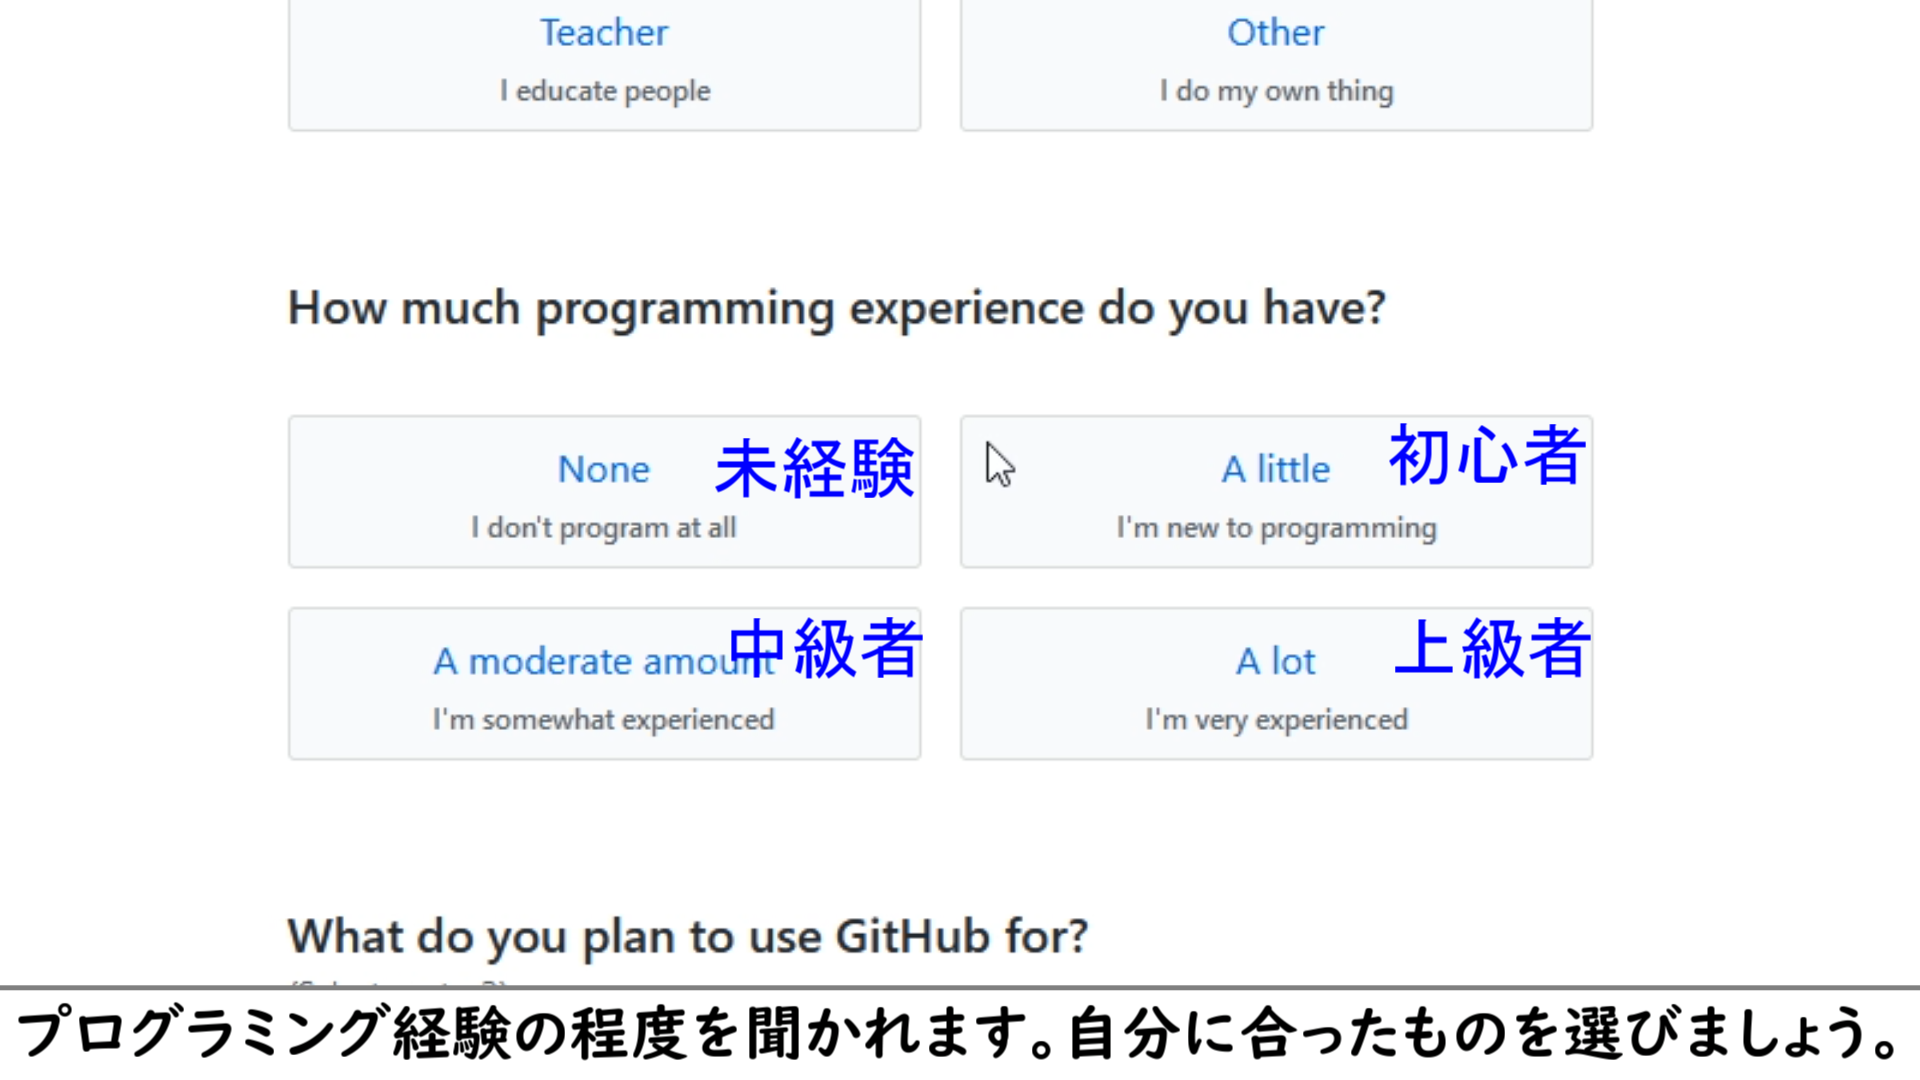 Teacher
Other
I educate people
I do my own thing
How much programming experience do you have?
None 未経験
A little 初心者
I don't program at all
I'm new to programming
A moderate amount 中級者
A lot 上級者
I'm somewhat experienced
I'm very experienced
What do you plan to use GitHub for?
プログラミング経験の程度を聞かれます。自分に合ったものを選びましょう。